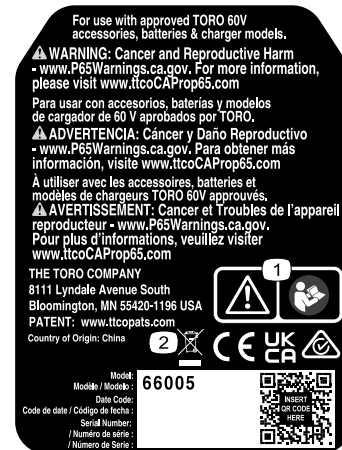 For use with approved TORO 60V
accessories, batteries & charger models.
WARNING: Cancer and Reproductive Harm
- www.P65Warnings.ca.gov. For more information,
please visit www.ttcoCAProp65.com
Para usar con accesorios, baterías y modelos
de cargador de 60 V aprobados por TORO.
ADVERTENCIA: Cáncer y Daño Reproductivo
- www.P65Warnings.ca.gov. Para obtener más
información, visite www.ttcoCAProp65.com
À utiliser avec les accessoires, batteries et
modèles de chargeurs TORO 60V approuvés.
AVERTISSEMENT: Cancer et Troubles de l'appareil
reproducteur - www.P65Warnings.ca.gov.
Pour plus d'informations, veuillez visiter
www.ttcoCAProp65.com
THE TORO COMPANY
8111 Lyndale Avenue South
Bloomington, MN 55420-1196 USA
PATENT: www.ttcopats.com
Country of Origin: China
1
2
CE UK CA
Model:
Modèle / Modelo :
66005
Date Code:
Code de date / Código de fecha :
Serial Number:
/ Numéro de série :
/ Número de Serie :
INSERT
QR CODE
HERE